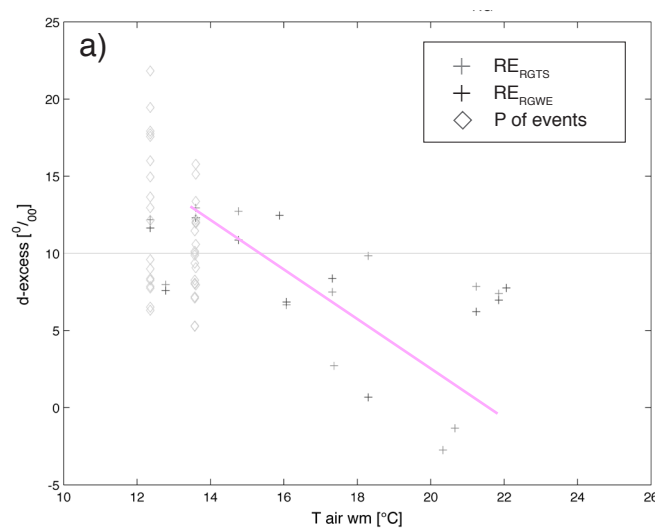 a)
RE_RGTS
RE_RGWE
P of events
25
20
15
10
5
0
-5
d-excess [⁰/₀₀]
10 12 14 16 18 20 22 24 26
T air wm [°C]